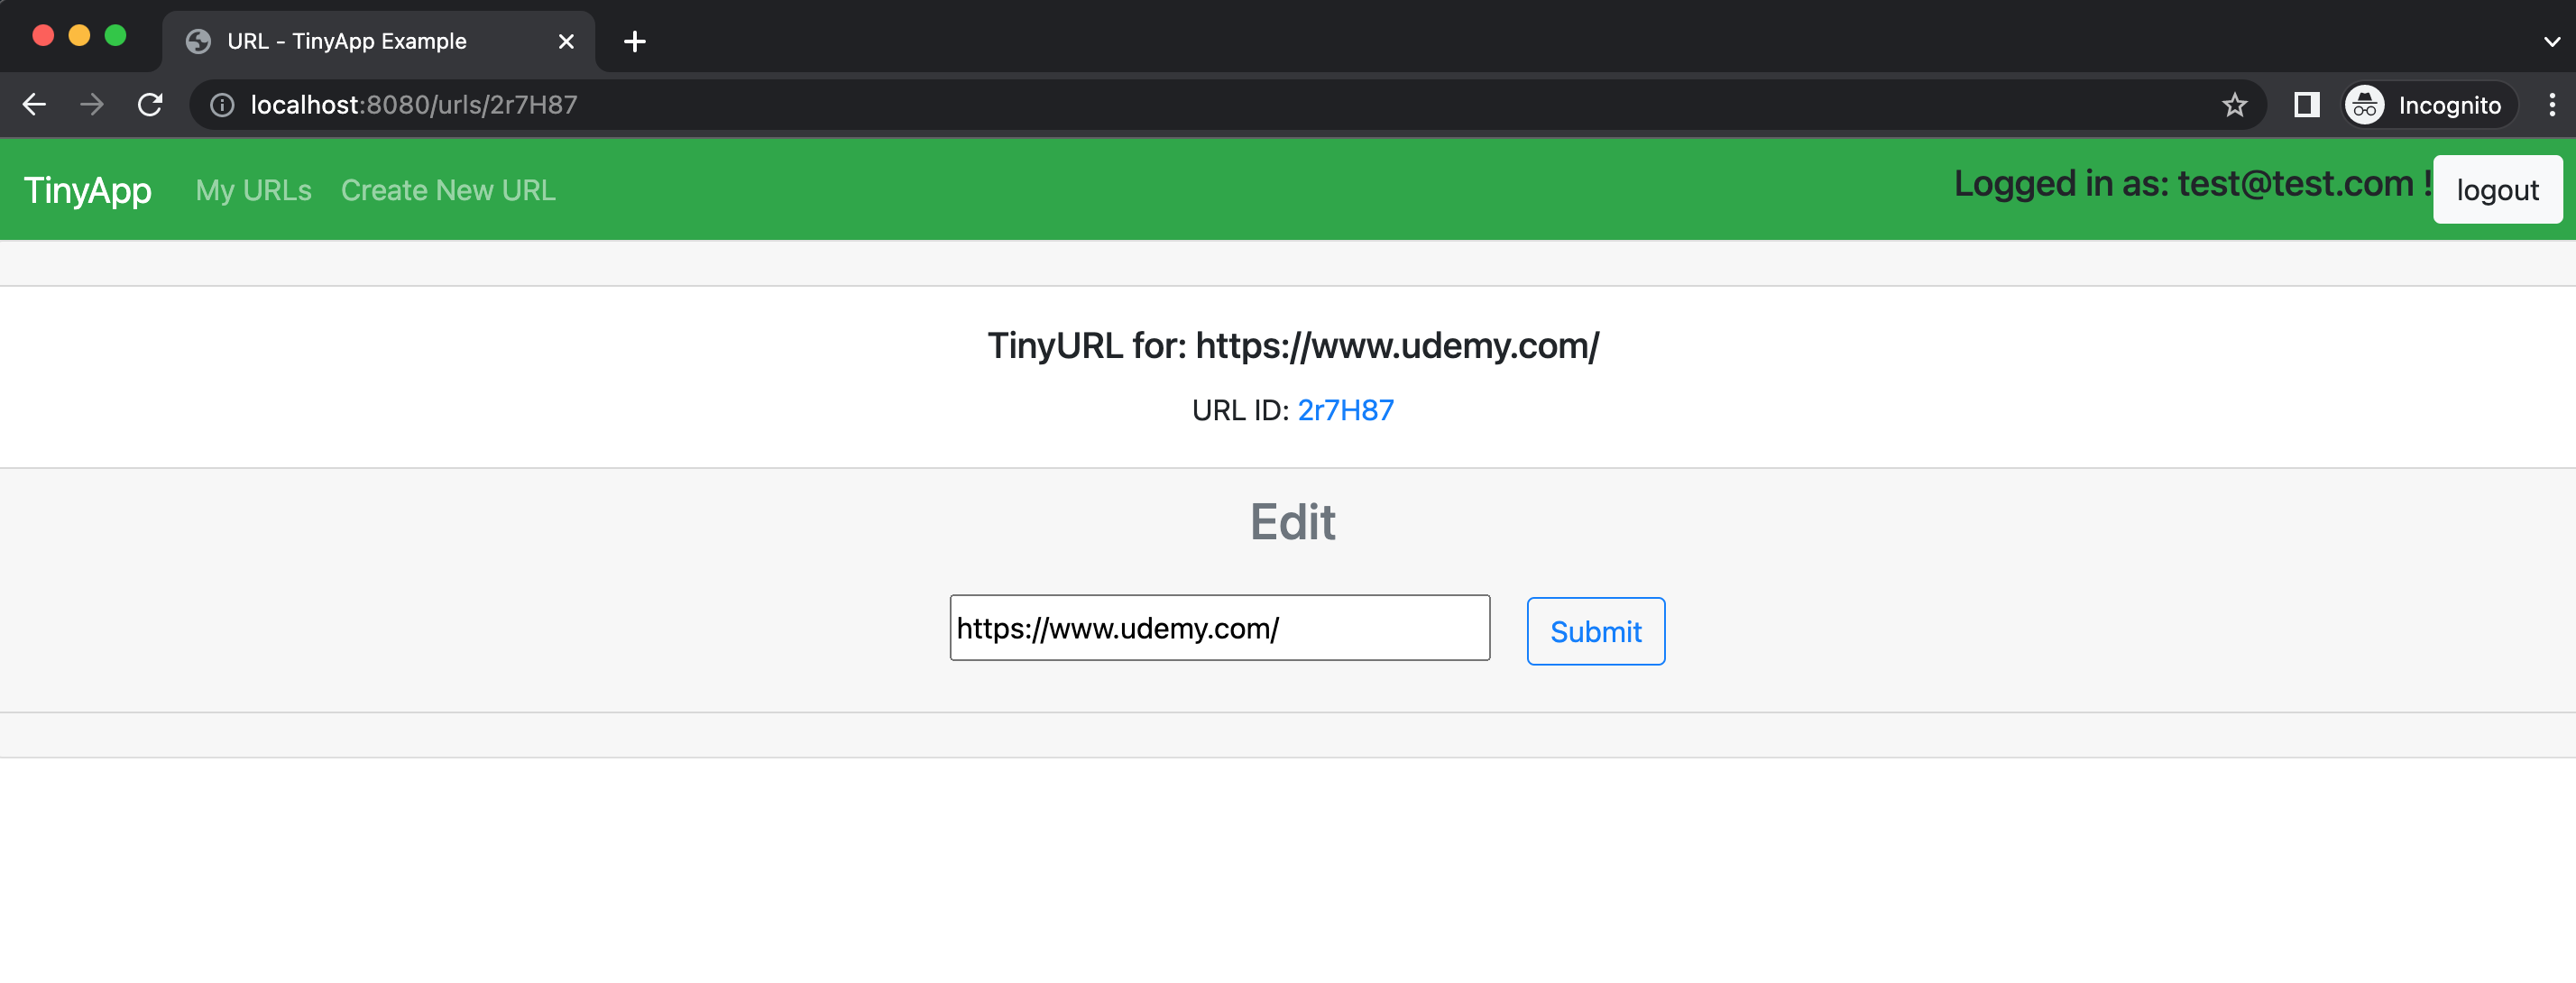 URL - TinyApp Example
localhost:8080/urls/2r7H87
Incognito
TinyApp My URLs Create New URL Logged in as: test@test.com ! logout
TinyURL for: https://www.udemy.com/
URL ID: 2r7H87
Edit
https://www.udemy.com/ Submit